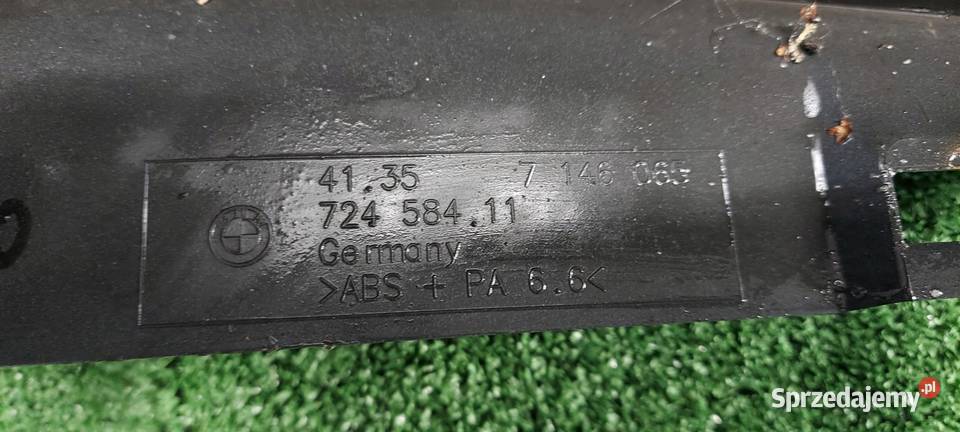 41.35 7 146 065
724 584.11
Germany
>ABS + PA 6.6<
Sprzedajemy.pl